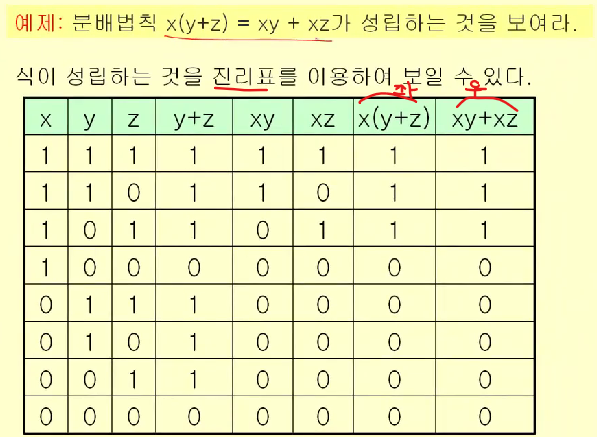 예제: 분배법칙 x(y+z) = xy + xz가 성립하는 것을 보여라.
식이 성립하는 것을 진리표를 이용하여 보일 수 있다.
좌 우
x y z y+z xy xz x(y+z) xy+xz
1 1 1 1 1 1 1 1
1 1 0 1 1 0 1 1
1 0 1 1 0 1 1 1
1 0 0 0 0 0 0 0
0 1 1 1 0 0 0 0
0 1 0 1 0 0 0 0
0 0 1 1 0 0 0 0
0 0 0 0 0 0 0 0